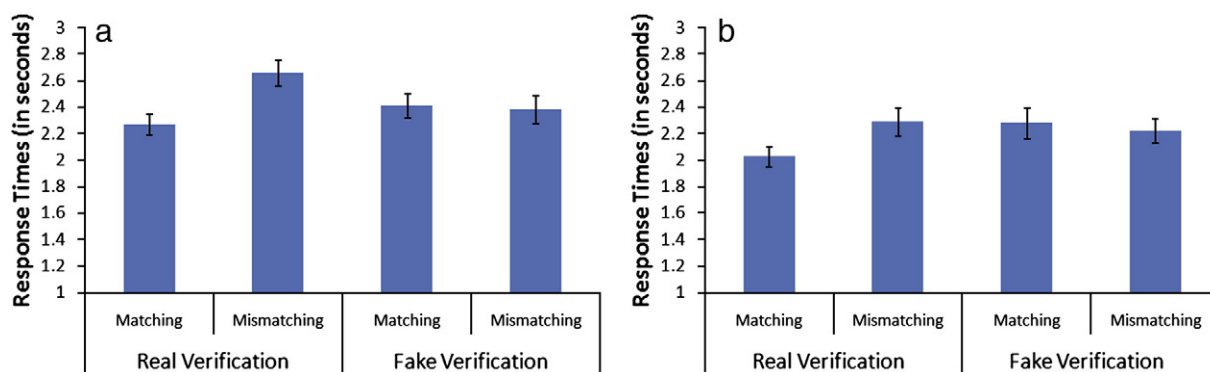 a
Response Times (in seconds)
3
2.8
2.6
2.4
2.2
2
1.8
1.6
1.4
1.2
1
Matching Mismatching Matching Mismatching
Real Verification Fake Verification
b
Response Times (in seconds)
3
2.8
2.6
2.4
2.2
2
1.8
1.6
1.4
1.2
1
Matching Mismatching Matching Mismatching
Real Verification Fake Verification